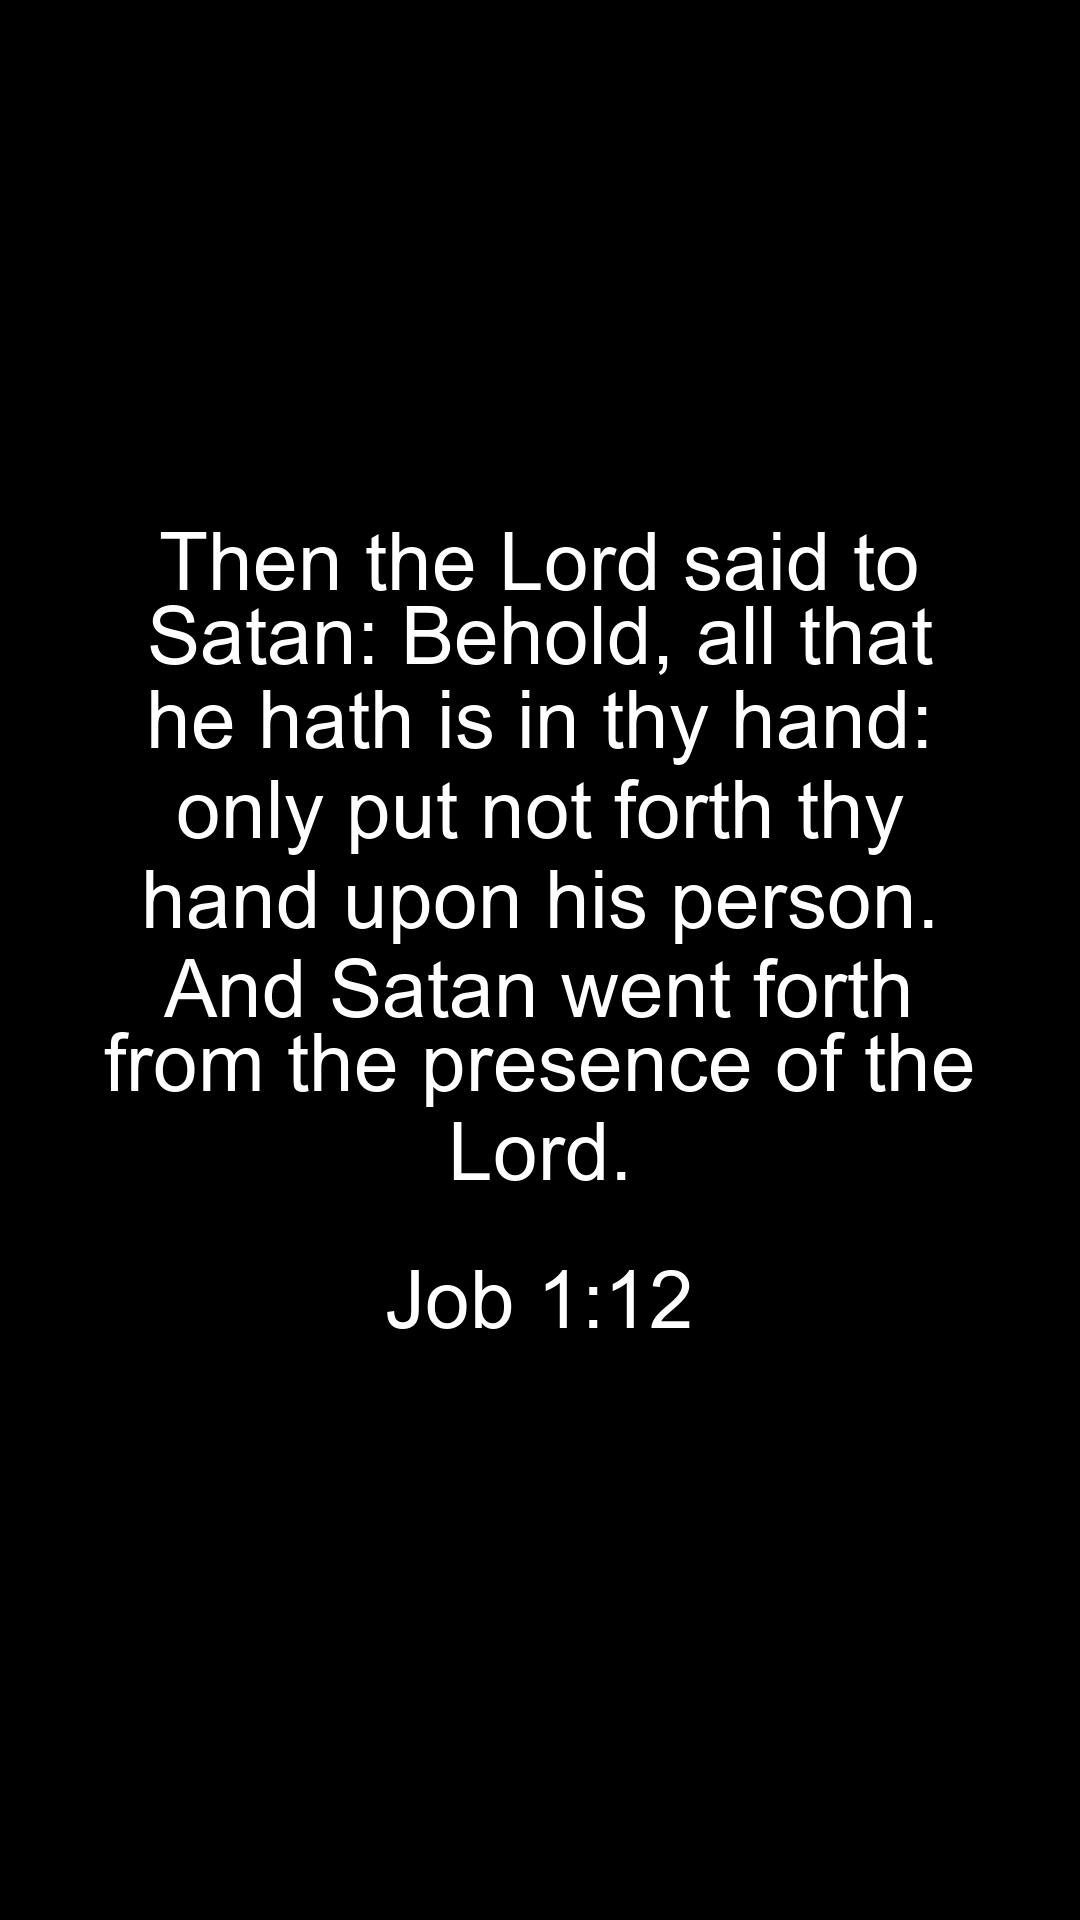 Then the Lord said to
Satan: Behold, all that
he hath is in thy hand:
only put not forth thy
hand upon his person.
And Satan went forth
from the presence of the
Lord.
Job 1:12